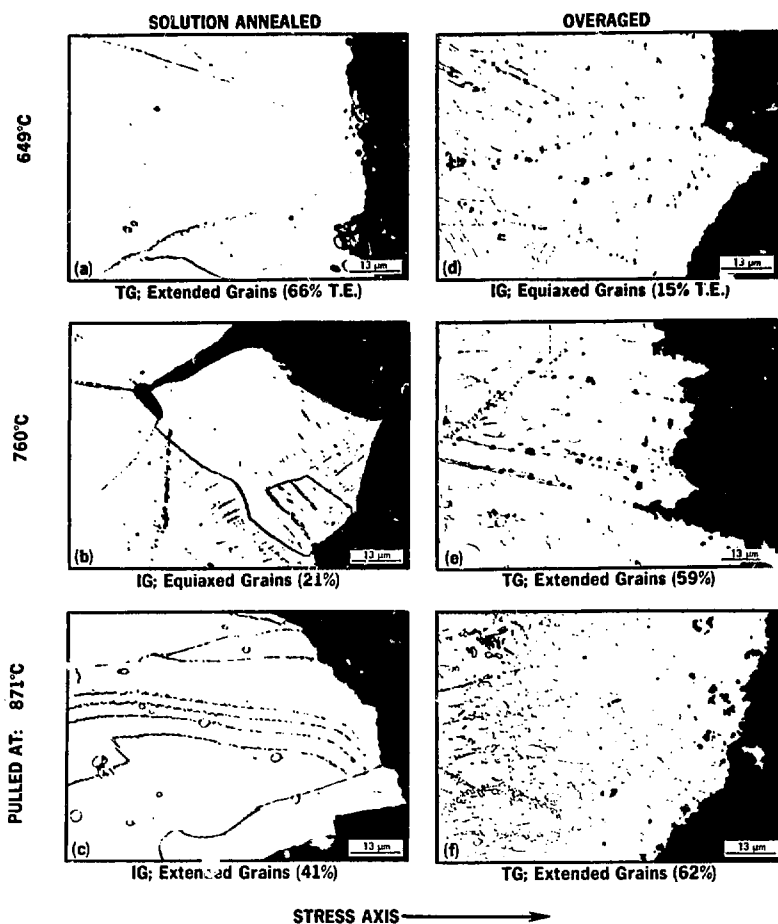 SOLUTION ANNEALED
OVERAGED
649°C
(a)
13 µm
TG; Extended Grains (66% T.E.)
(d)
13 µm
IG; Equiaxed Grains (15% T.E.)
760°C
(b)
13 µm
IG; Equiaxed Grains (21%)
(e)
13 µm
TG; Extended Grains (59%)
PULLED AT: 871°C
(c)
13 µm
IG; Extended Grains (41%)
(f)
13 µm
TG; Extended Grains (62%)
STRESS AXIS